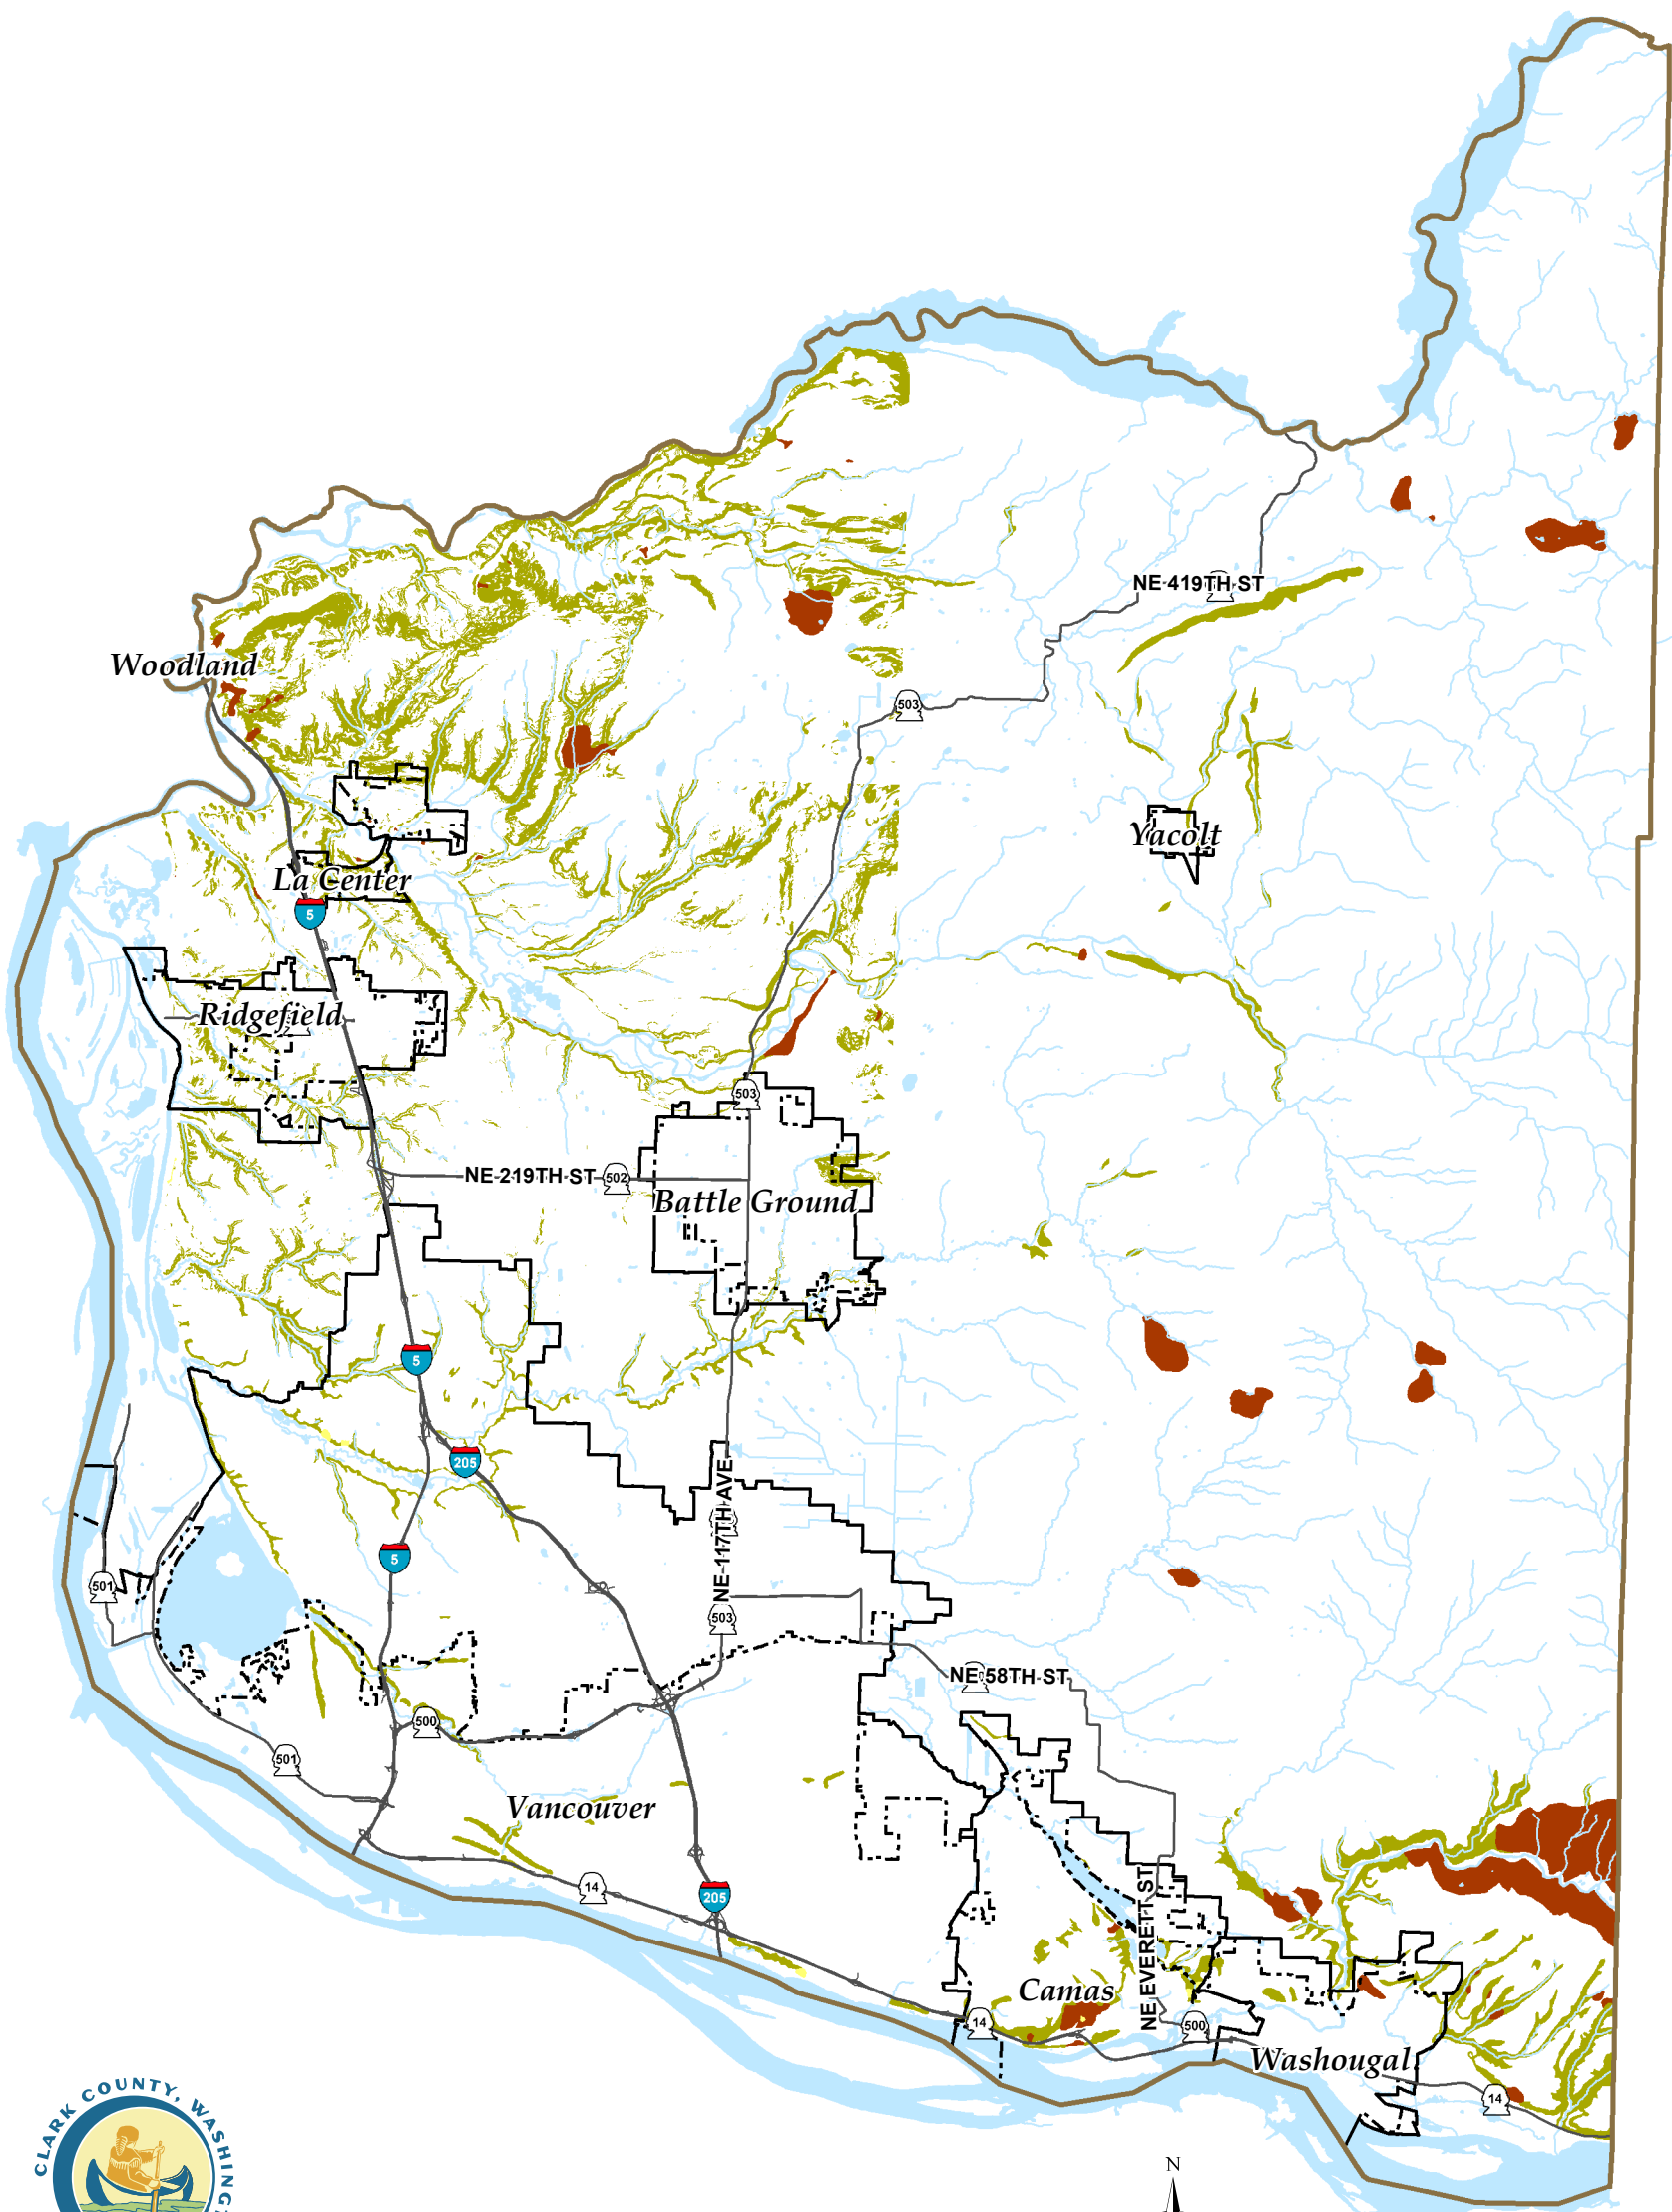 NE 419TH ST
Woodland
503
Yacolt
La Center
5
Ridgefield
503
NE 219TH ST
502
Battle Ground
5
205
NE 117TH AVE
5
501
503
NE 58TH ST
500
501
Vancouver
NE EVERETT ST
14
205
Camas
14
500
Washougal
14
CLARK COUNTY, WASHING
N